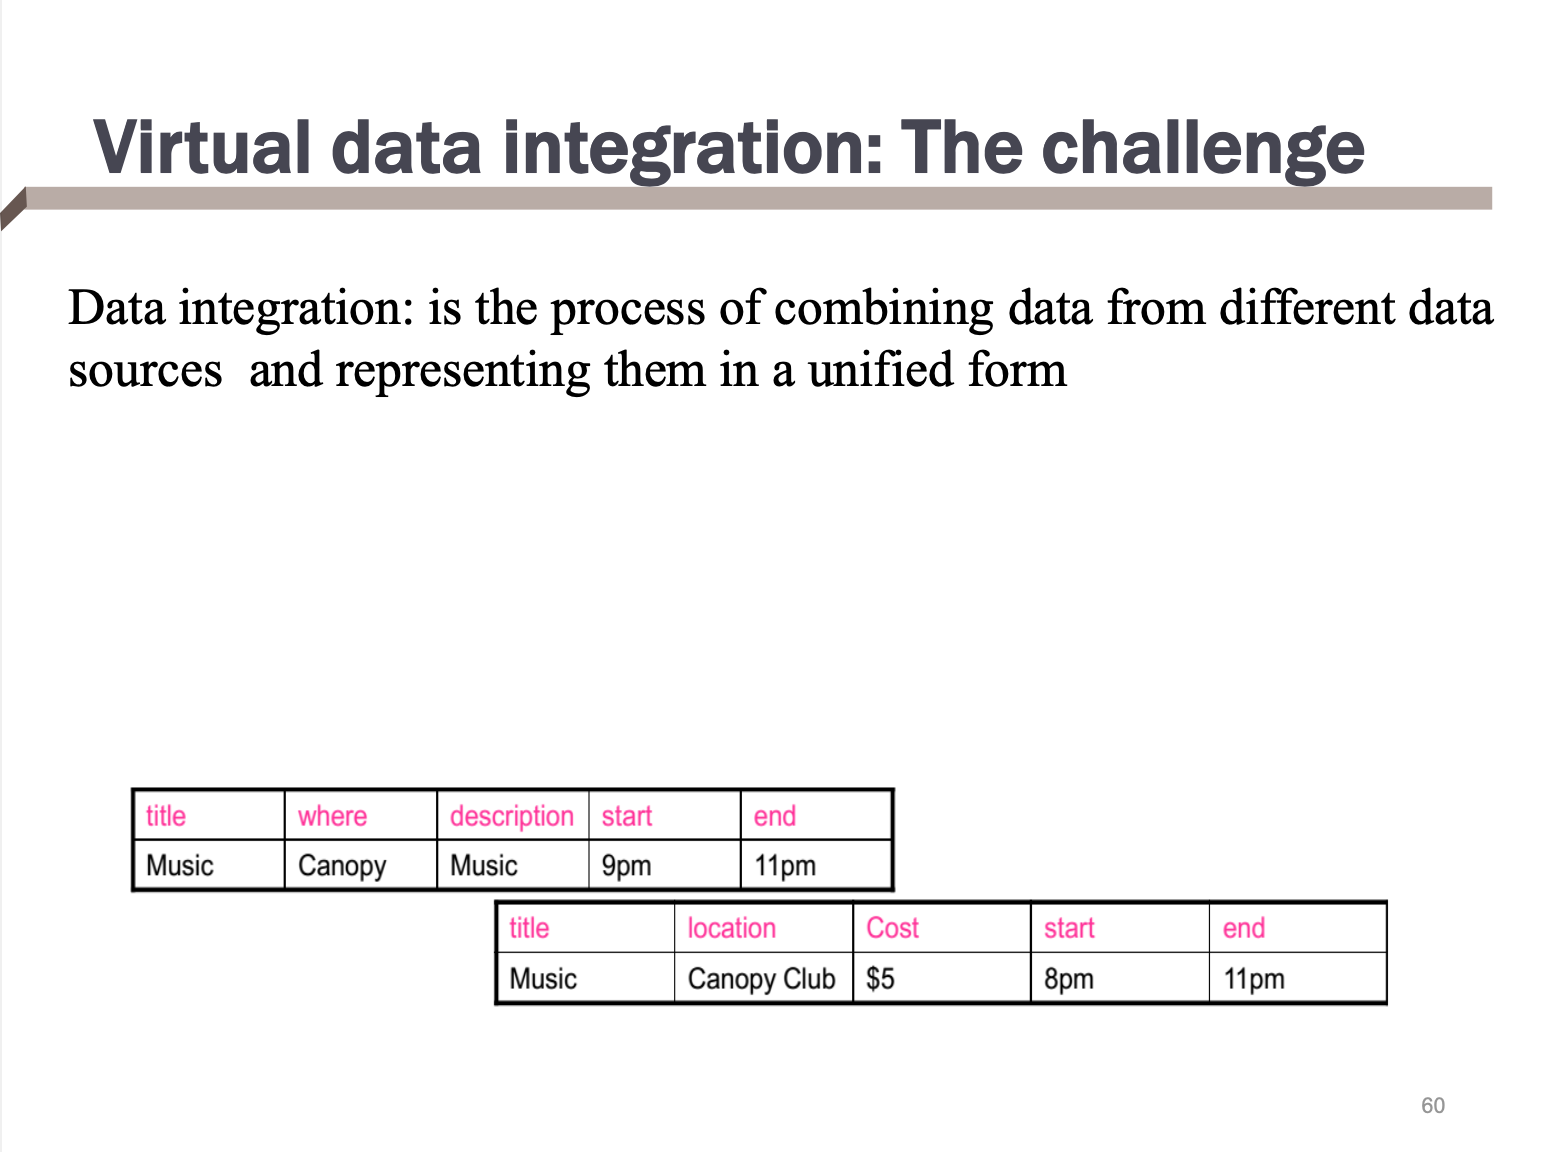 Virtual data integration: The challenge
Data integration: is the process of combining data from different data
sources  and representing them in a unified form
title where description start end
Music Canopy Music 9pm 11pm
title location Cost start end
Music Canopy Club $5 8pm 11pm
60